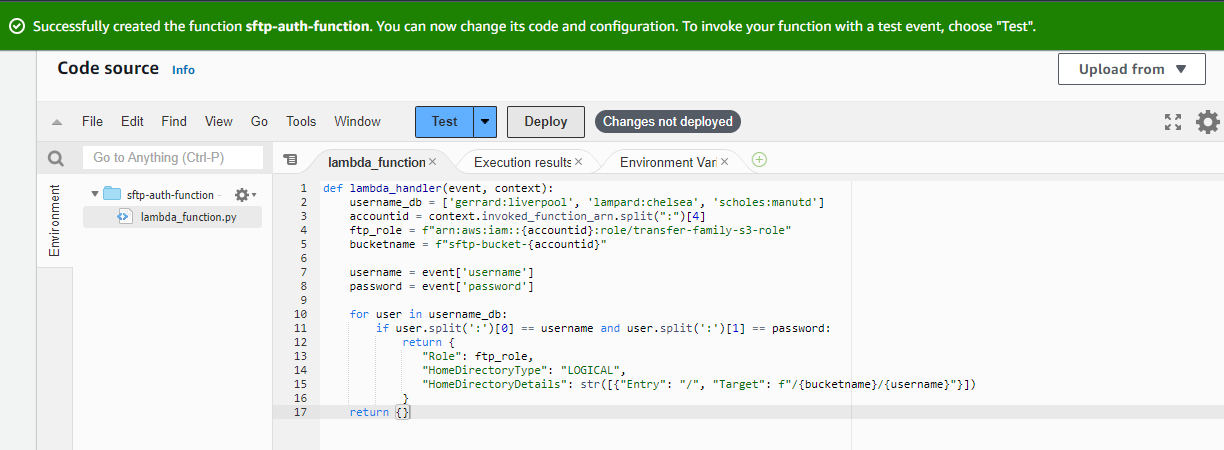 Successfully created the function sftp-auth-function. You can now change its code and configuration. To invoke your function with a test event, choose "Test".
Code source Info
Upload from
File Edit Find View Go Tools Window Test Deploy Changes not deployed
Go to Anything (Ctrl-P)
lambda_function Execution results Environment Var
Environment
sftp-auth-function -
lambda_function.py
1 def lambda_handler(event, context):
2     username_db = ['gerrard:liverpool', 'lampard:chelsea', 'scholes:manutd']
3     accountid = context.invoked_function_arn.split(":")[4]
4     ftp_role = f"arn:aws:iam::{accountid}:role/transfer-family-s3-role"
5     bucketname = f"sftp-bucket-{accountid}"
6
7     username = event['username']
8     password = event['password']
9
10     for user in username_db:
11         if user.split(':')[0] == username and user.split(':')[1] == password:
12             return {
13                "Role": ftp_role,
14                "HomeDirectoryType": "LOGICAL",
15                "HomeDirectoryDetails": str([{"Entry": "/", "Target": f"/{bucketname}/{username}"}])
16             }
17     return {}